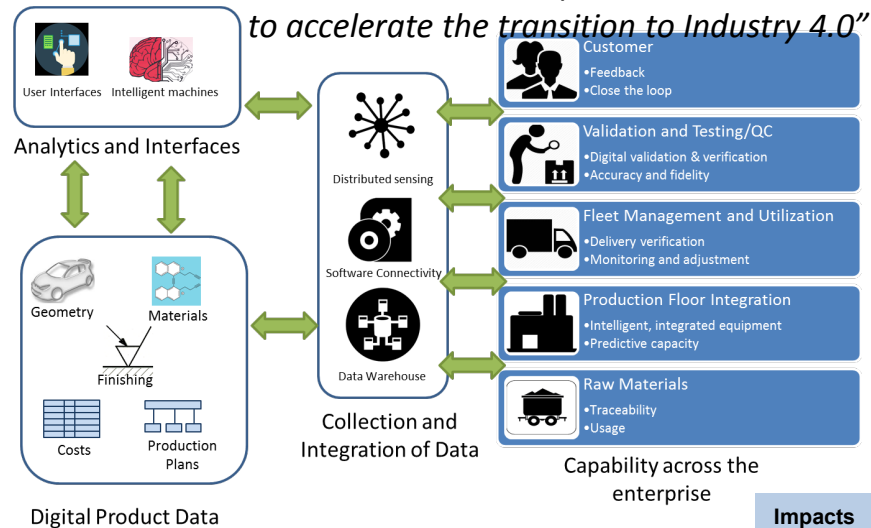 to accelerate the transition to Industry 4.0”
User Interfaces
Intelligent machines
Analytics and Interfaces
Geometry
Materials
Finishing
Costs
Production
Plans
Digital Product Data
Distributed sensing
Software Connectivity
Data Warehouse
Collection and
Integration of Data
Customer
•Feedback
•Close the loop
Validation and Testing/QC
•Digital validation & verification
•Accuracy and fidelity
Fleet Management and Utilization
•Delivery verification
•Monitoring and adjustment
Production Floor Integration
•Intelligent, integrated equipment
•Predictive capacity
Raw Materials
•Traceability
•Usage
Capability across the
enterprise
Impacts